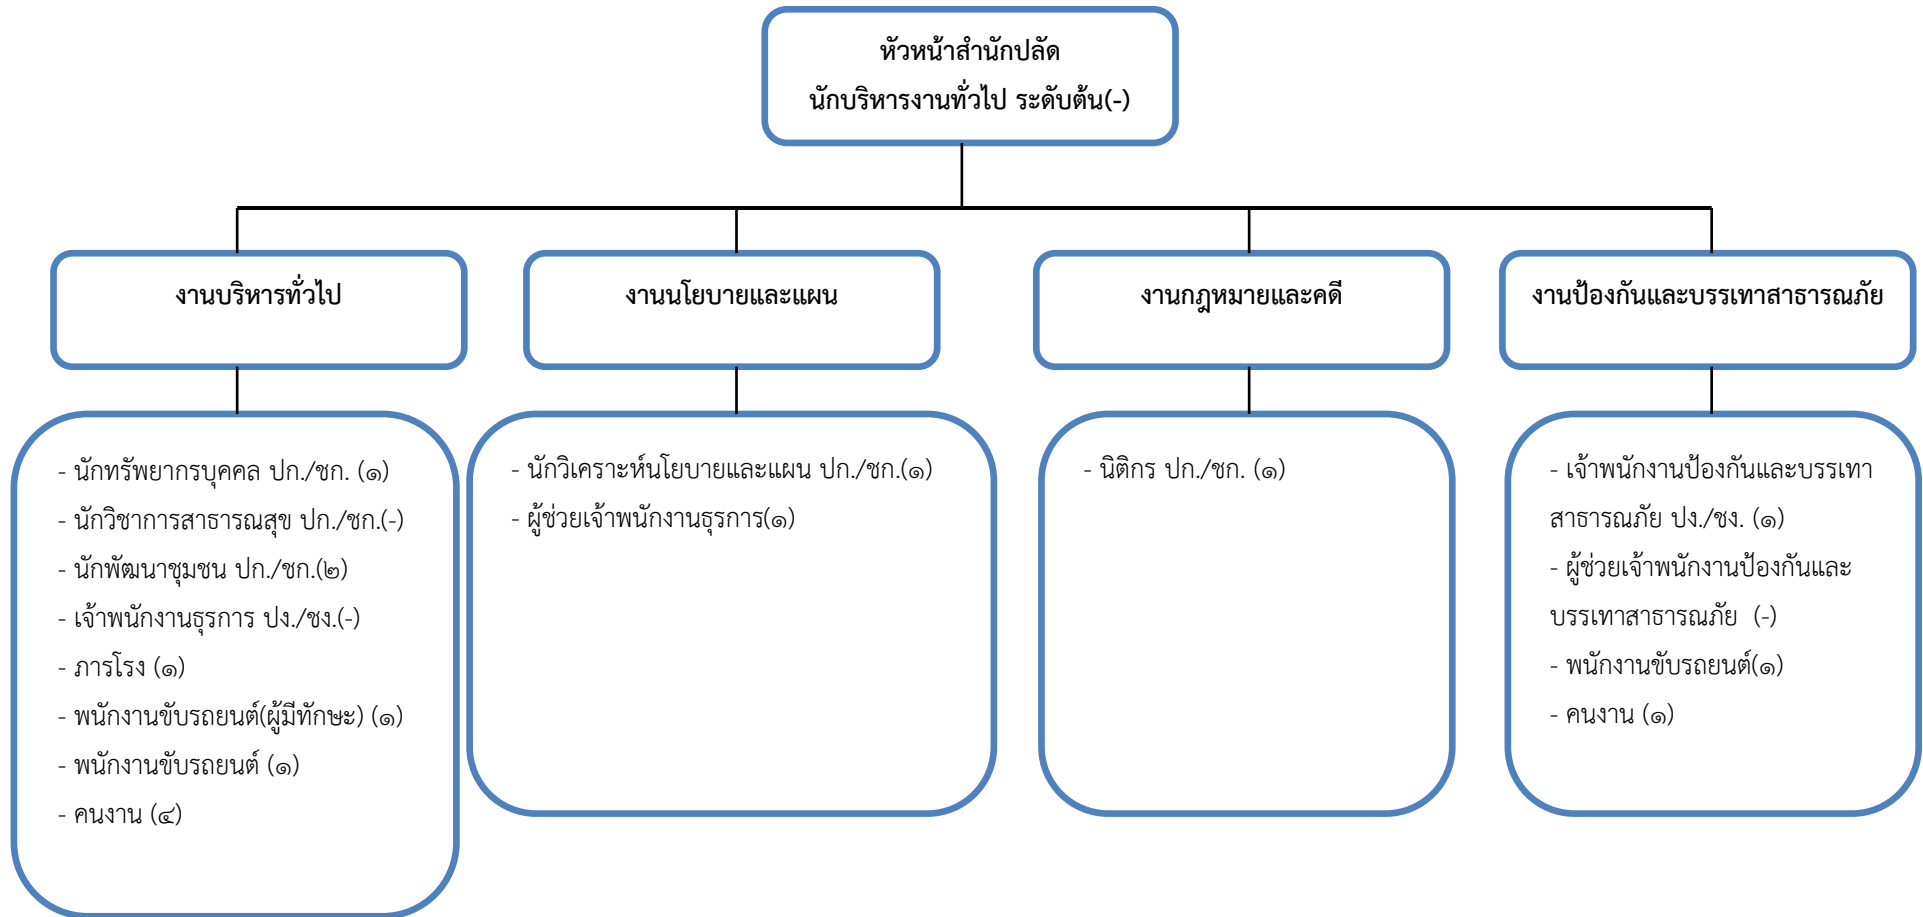 หัวหน้าสำนักปลัด
นักบริหารงานทั่วไป ระดับต้น(-)
งานบริหารทั่วไป
งานนโยบายและแผน
งานกฎหมายและคดี
งานป้องกันและบรรเทาสาธารณภัย
- นักทรัพยากรบุคคล ปก./ชก. (๑)
- นักวิชาการสาธารณสุข ปก./ชก.(-)
- นักพัฒนาชุมชน ปก./ชก.(๒)
- เจ้าพนักงานธุรการ ปง./ชง.(-)
- ภารโรง (๑)
- พนักงานขับรถยนต์(ผู้มีทักษะ) (๑)
- พนักงานขับรถยนต์ (๑)
- คนงาน (๔)
- นักวิเคราะห์นโยบายและแผน ปก./ชก.(๑)
- ผู้ช่วยเจ้าพนักงานธุรการ(๑)
- นิติกร ปก./ชก. (๑)
- เจ้าพนักงานป้องกันและบรรเทา
สาธารณภัย ปง./ชง. (๑)
- ผู้ช่วยเจ้าพนักงานป้องกันและ
บรรเทาสาธารณภัย  (-)
- พนักงานขับรถยนต์(๑)
- คนงาน (๑)